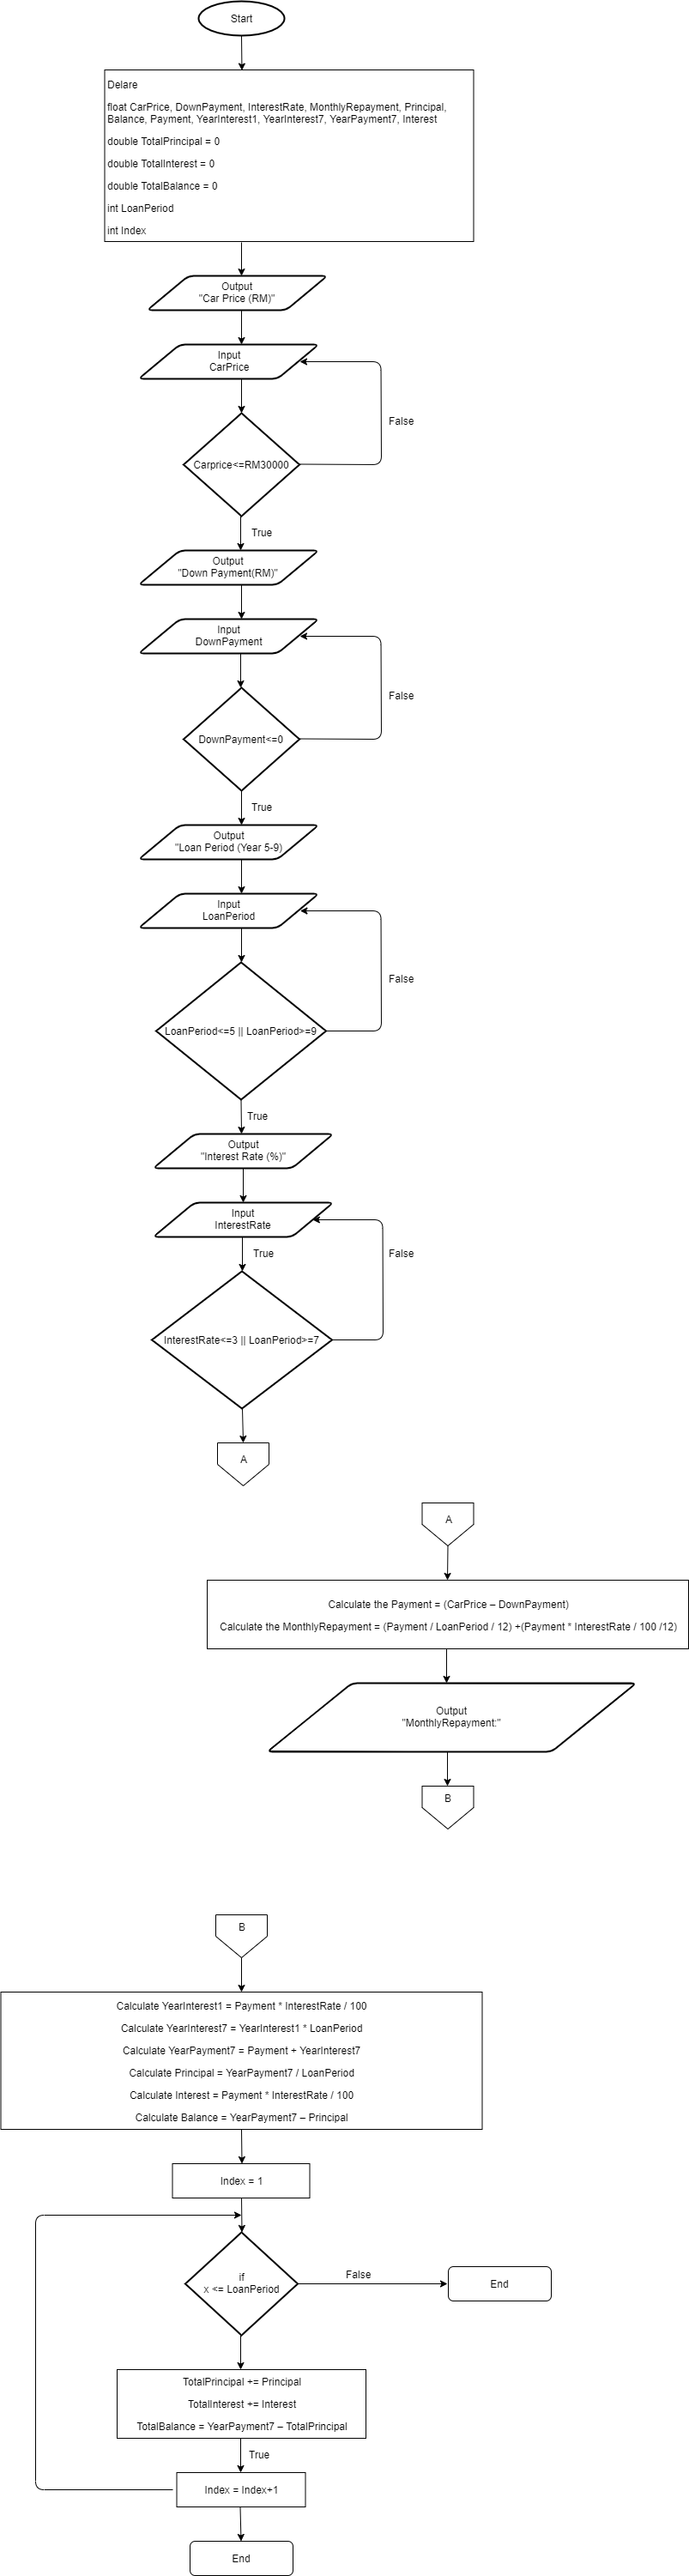 Start
Delare
float CarPrice, DownPayment, InterestRate, MonthlyRepayment, Principal,
Balance, Payment, YearInterest1, YearInterest7, YearPayment7, Interest
double TotalPrincipal = 0
double TotalInterest = 0
double TotalBalance = 0
int LoanPeriod
int Index
Output
"Car Price (RM)"
Input
CarPrice
False
Carprice<=RM30000
True
Output
"Down Payment(RM)"
Input
DownPayment
False
DownPayment<=0
True
Output
"Loan Period (Year 5-9)
Input
LoanPeriod
False
LoanPeriod<=5 || LoanPeriod>=9
True
Output
"Interest Rate (%)"
Input
InterestRate
True
False
InterestRate<=3 || LoanPeriod>=7
A
A
Calculate the Payment = (CarPrice – DownPayment)
Calculate the MonthlyRepayment = (Payment / LoanPeriod / 12) +(Payment * InterestRate / 100 /12)
Output
"MonthlyRepayment:"
B
B
Calculate YearInterest1 = Payment * InterestRate / 100
Calculate YearInterest7 = YearInterest1 * LoanPeriod
Calculate YearPayment7 = Payment + YearInterest7
Calculate Principal = YearPayment7 / LoanPeriod
Calculate Interest = Payment * InterestRate / 100
Calculate Balance = YearPayment7 – Principal
Index = 1
if
x <= LoanPeriod
False
End
TotalPrincipal += Principal
TotalInterest += Interest
TotalBalance = YearPayment7 – TotalPrincipal
True
Index = Index+1
End